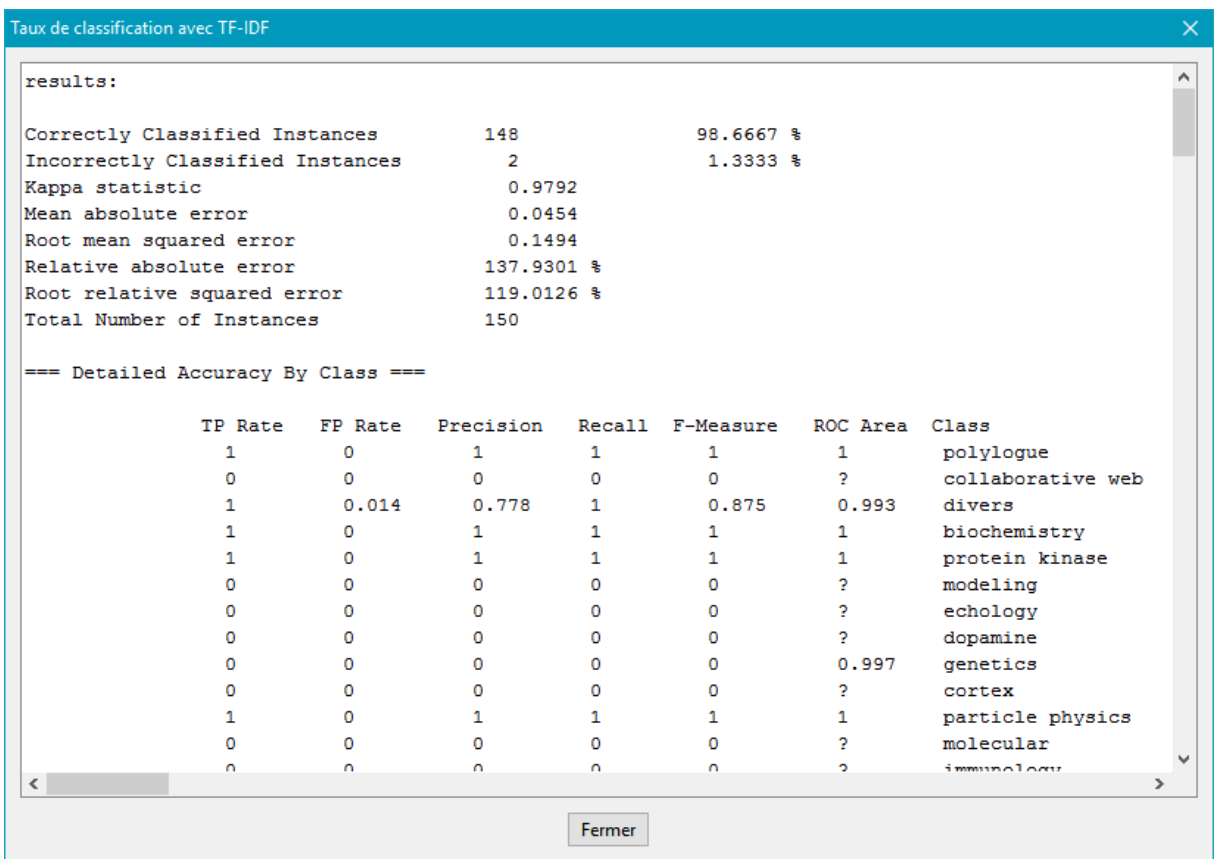 Taux de classification avec TF-IDF
results:
Correctly Classified Instances 148 98.6667 %
Incorrectly Classified Instances 2 1.3333 %
Kappa statistic 0.9792
Mean absolute error 0.0454
Root mean squared error 0.1494
Relative absolute error 137.9301 %
Root relative squared error 119.0126 %
Total Number of Instances 150
=== Detailed Accuracy By Class ===
TP Rate FP Rate Precision Recall F-Measure ROC Area Class
1 0 1 1 1 1 polylogue
0 0 0 0 0 ? collaborative web
1 0.014 0.778 1 0.875 0.993 divers
1 0 1 1 1 1 biochemistry
1 0 1 1 1 1 protein kinase
0 0 0 0 0 ? modeling
0 0 0 0 0 ? echology
0 0 0 0 0 ? dopamine
0 0 0 0 0 0.997 genetics
0 0 0 0 0 ? cortex
1 0 1 1 1 1 particle physics
0 0 0 0 0 ? molecular
0 0 0 0 0 ? immunology
Fermer